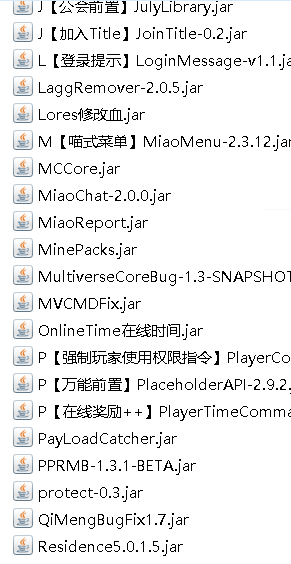 J【公会前置】JulyLibrary.jar
J【加入Title】JoinTitle-0.2.jar
L【登录提示】LoginMessage-v1.1.ja
LaggRemover-2.0.5.jar
Lores修改血.jar
M【喵式菜单】MiaoMenu-2.3.12.jar
MCCore.jar
MiaoChat-2.0.0.jar
MiaoReport.jar
MinePacks.jar
MultiverseCoreBug-1.3-SNAPSHOT
MVCMDFix.jar
OnlineTime在线时间.jar
P【强制玩家使用权限指令】PlayerCo
P【万能前置】PlaceholderAPI-2.9.2.
P【在线奖励++】PlayerTimeComma
PayLoadCatcher.jar
PPRMB-1.3.1-BETA.jar
protect-0.3.jar
QiMengBugFix1.7.jar
Residence5.0.1.5.jar